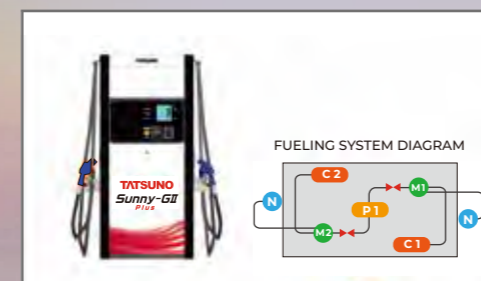 TATSUNO
Sunny-GII
Plus
FUELING SYSTEM DIAGRAM
C 2
M1
N
P 1
N
M2
C 1